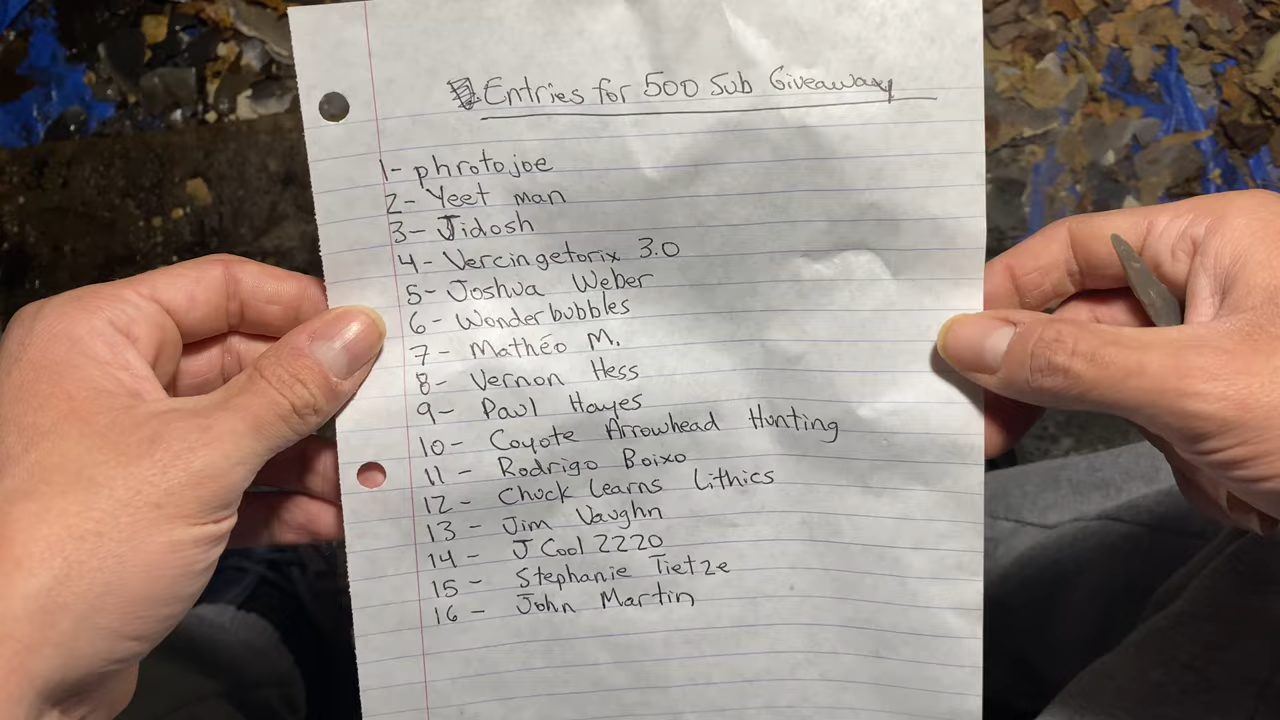 Entries for 500 Sub Giveaway
1- phrotojoe
2- Yeet man
3- Jidosh
4- Vercingetorix 3.0
5- Joshua Weber
6- Wonderbubbles
7- Mathéo M.
8- Vernon Hess
9- Paul Hayes
10- Coyote Arrowhead Hunting
11- Rodrigo Boixo
12- Chuck Learns Lithics
13- Jim Vaughn
14- J Cool 2220
15- Stephanie Tietze
16- John Martin